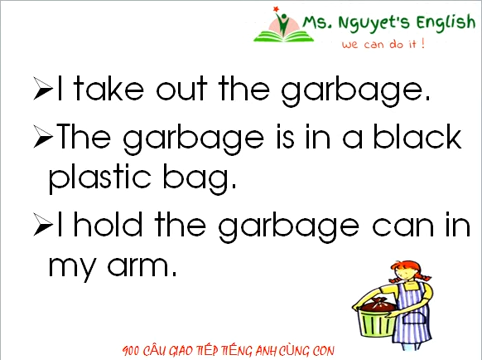 Ms. Nguyet's English
we can do it !
➢I take out the garbage.
➢The garbage is in a black
plastic bag.
➢I hold the garbage can in
my arm.
900 CÂU GIAO TIẾP TIẾNG ANH CÙNG CON